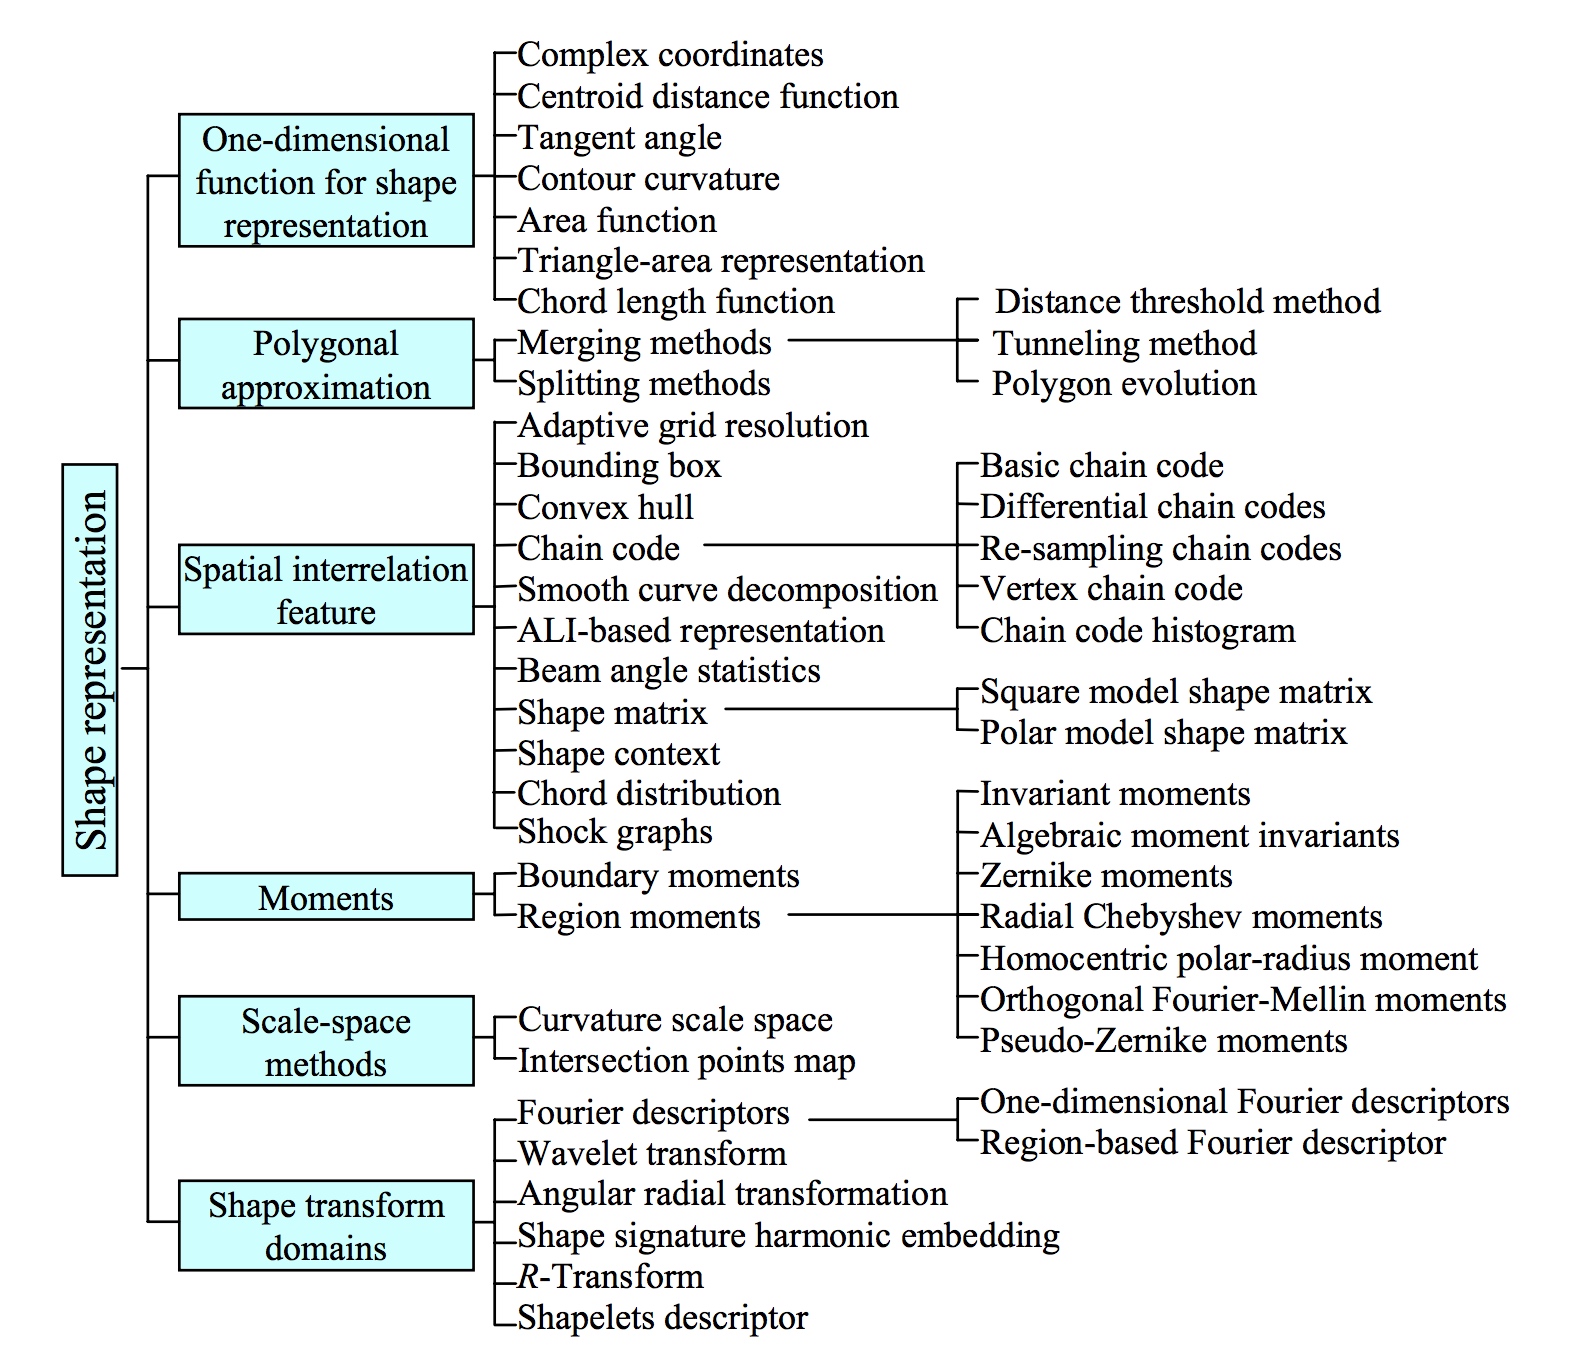 Shape representation
One-dimensional
function for shape
representation
Complex coordinates
Centroid distance function
Tangent angle
Contour curvature
Area function
Triangle-area representation
Chord length function
Polygonal
approximation
Merging methods
Distance threshold method
Tunneling method
Polygon evolution
Splitting methods
Spatial interrelation
feature
Adaptive grid resolution
Bounding box
Convex hull
Chain code
Basic chain code
Differential chain codes
Re-sampling chain codes
Vertex chain code
Chain code histogram
Smooth curve decomposition
ALI-based representation
Beam angle statistics
Shape matrix
Square model shape matrix
Polar model shape matrix
Shape context
Chord distribution
Shock graphs
Moments
Boundary moments
Region moments
Invariant moments
Algebraic moment invariants
Zernike moments
Radial Chebyshev moments
Homocentric polar-radius moment
Orthogonal Fourier-Mellin moments
Pseudo-Zernike moments
Scale-space
methods
Curvature scale space
Intersection points map
Shape transform
domains
Fourier descriptors
One-dimensional Fourier descriptors
Region-based Fourier descriptor
Wavelet transform
Angular radial transformation
Shape signature harmonic embedding
R-Transform
Shapelets descriptor